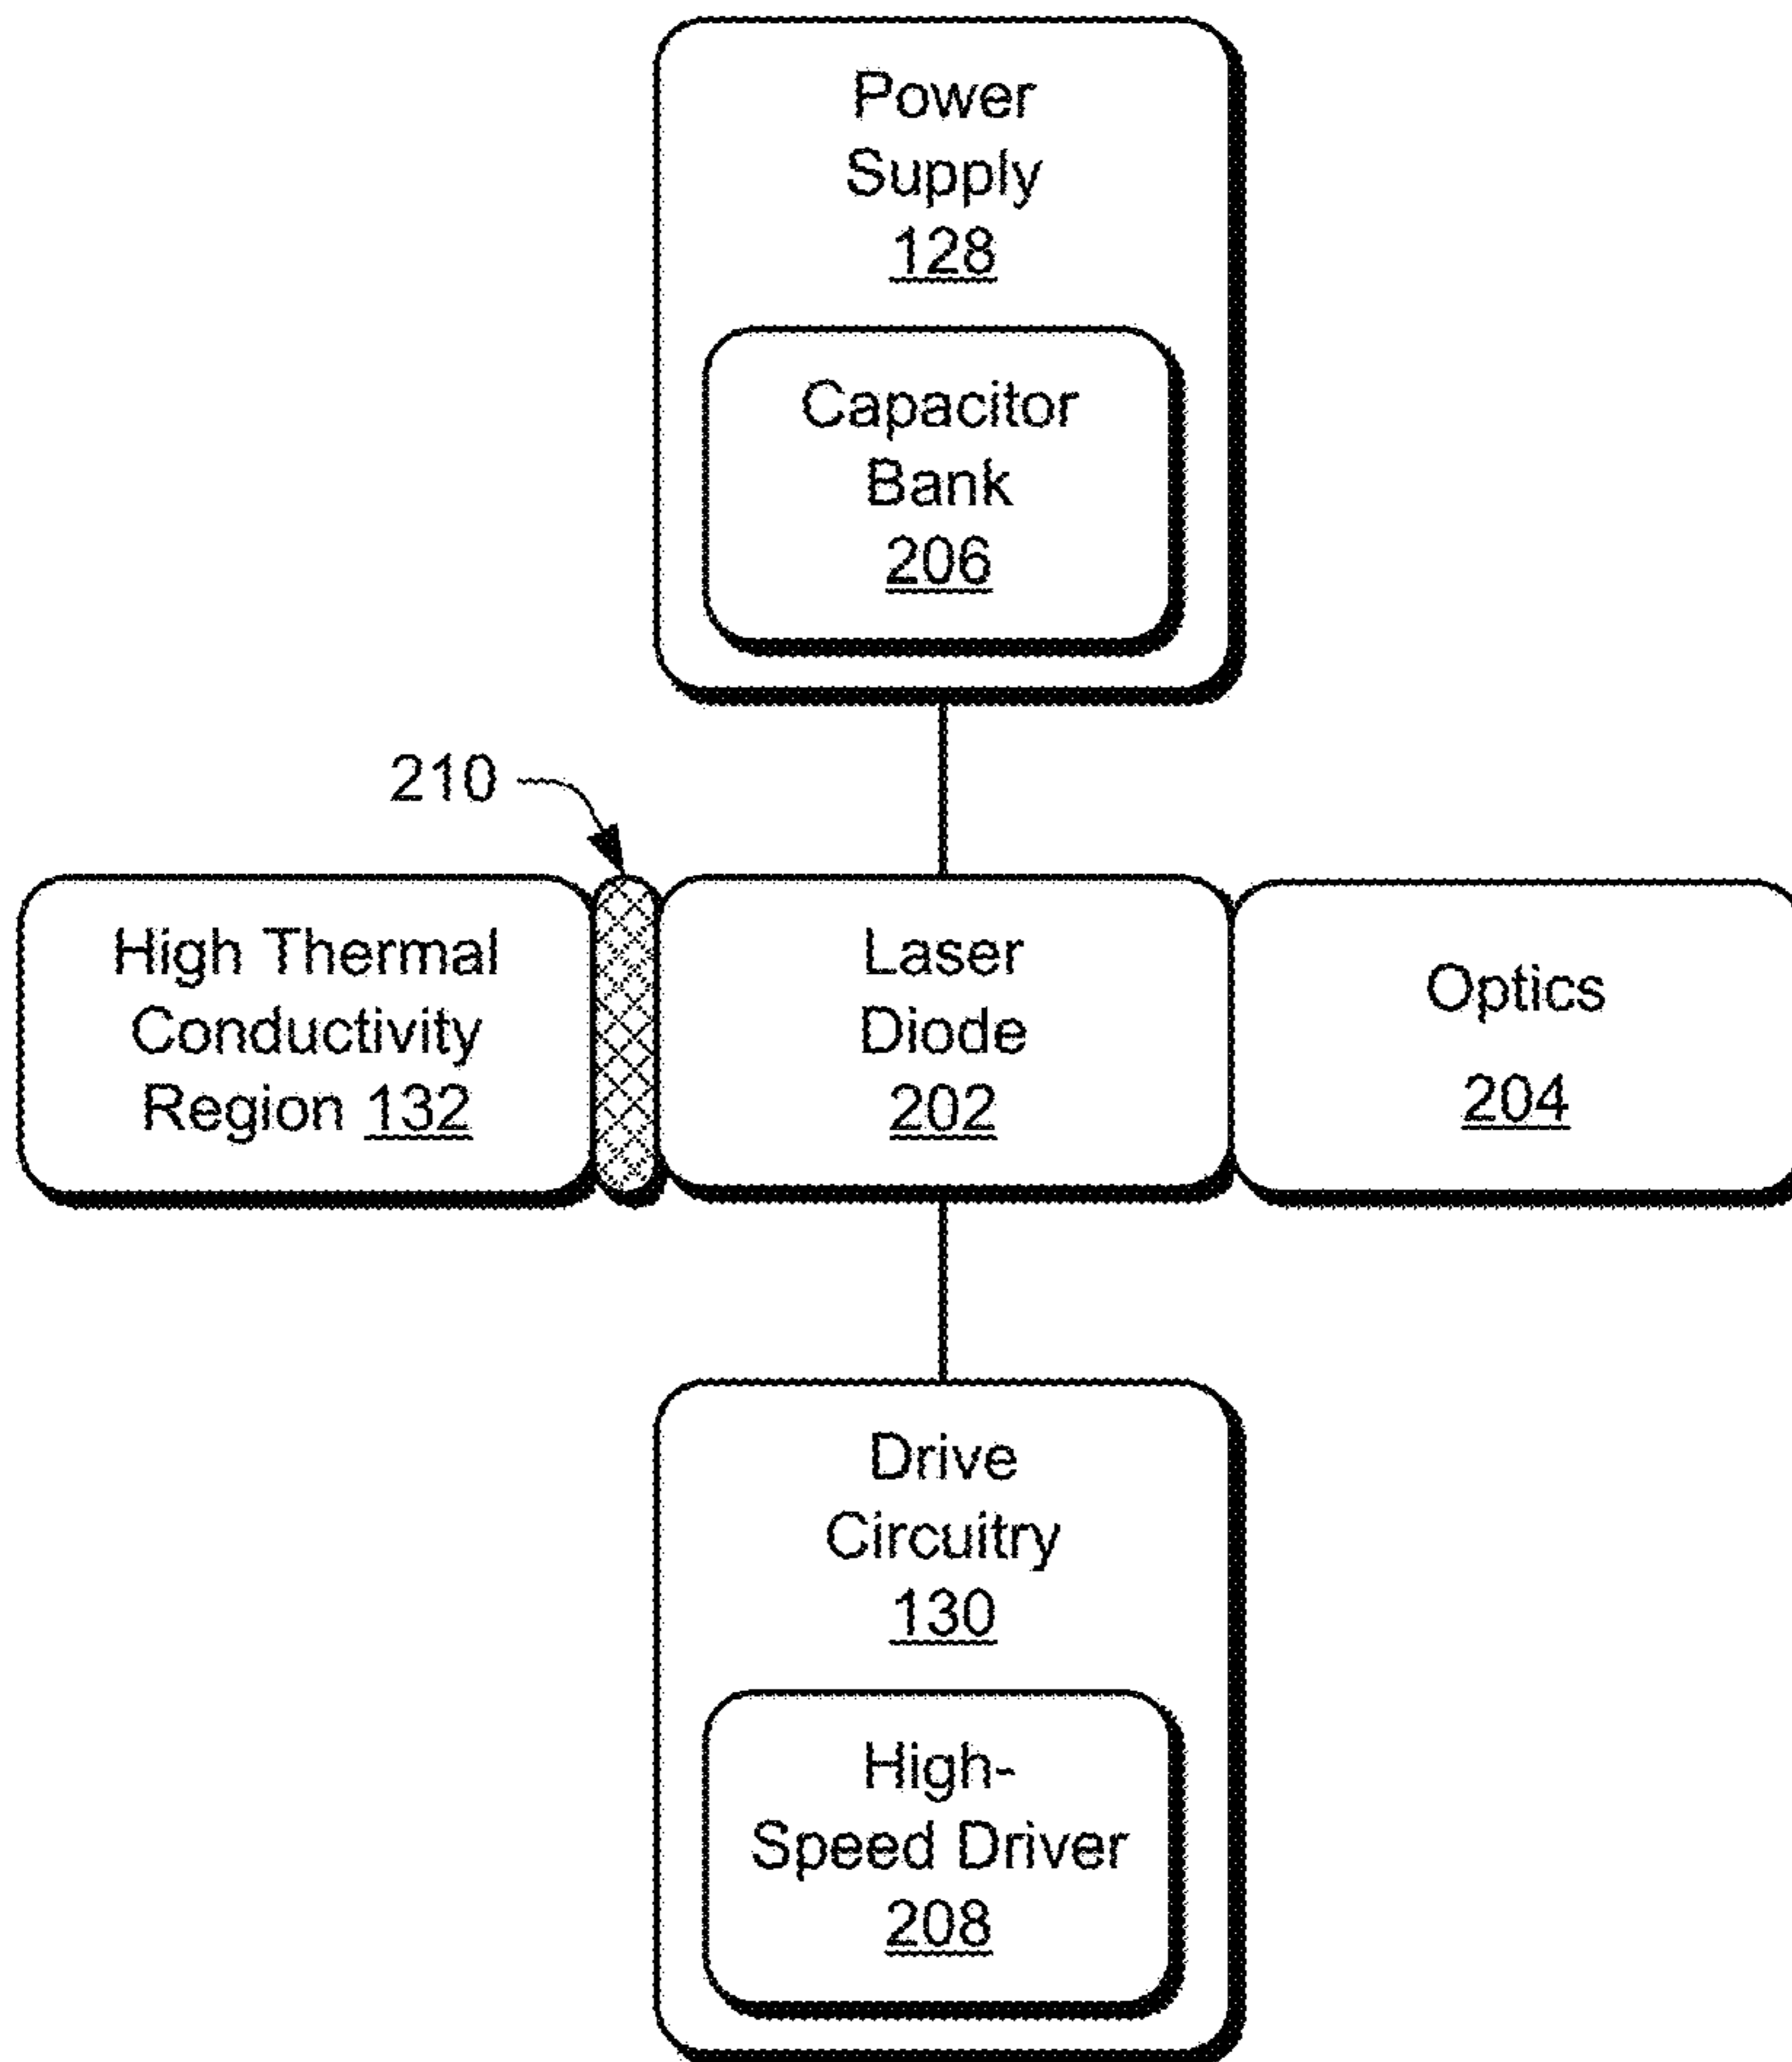 Power
Supply
128
Capacitor
Bank
206
210
High Thermal
Conductivity
Region 132
Laser
Diode
202
Optics
204
Drive
Circuitry
130
High-
Speed Driver
208